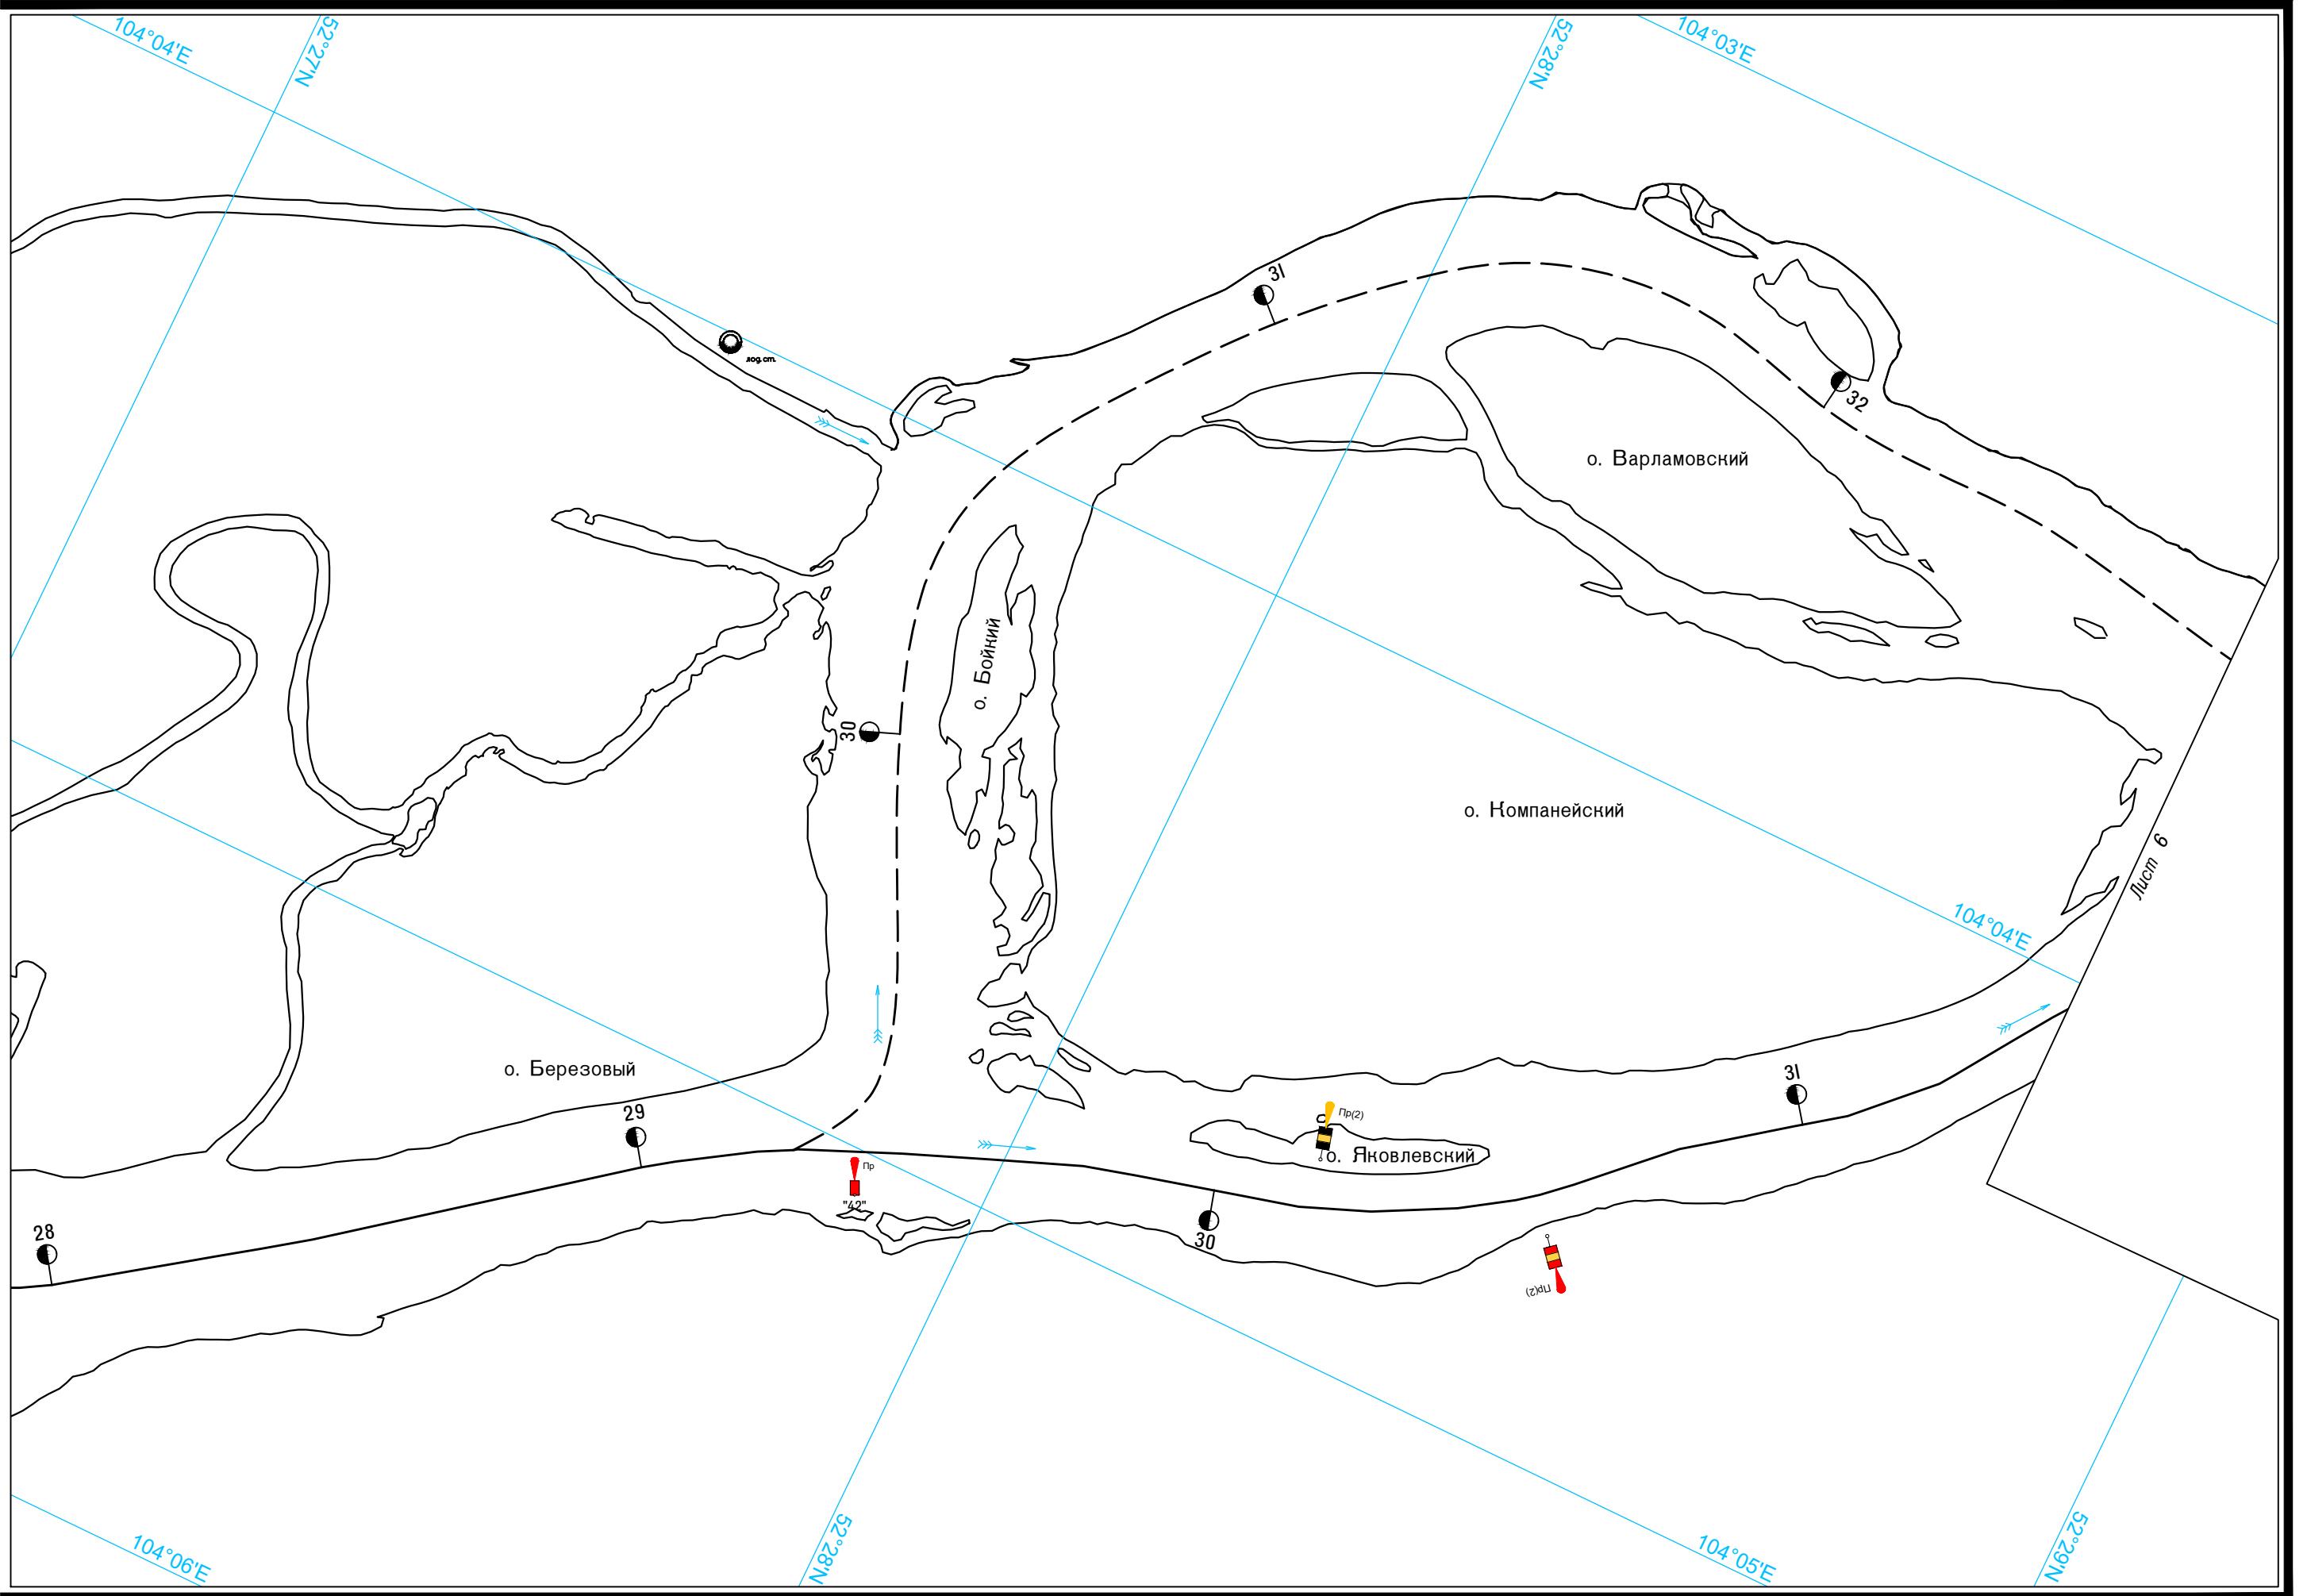 104°04'E
52°27'N
52°28'N
104°03'E
31
лод.ст.
32
о. Варламовский
о. Бойкий
30
о. Компанейский
Лист 6
104°04'E
о. Березовый
29
31
Пр(2)
о. Яковлевский
Пр
"42"
28
30
Пр(2)
104°06'E
52°28'N
104°05'E
52°29'N